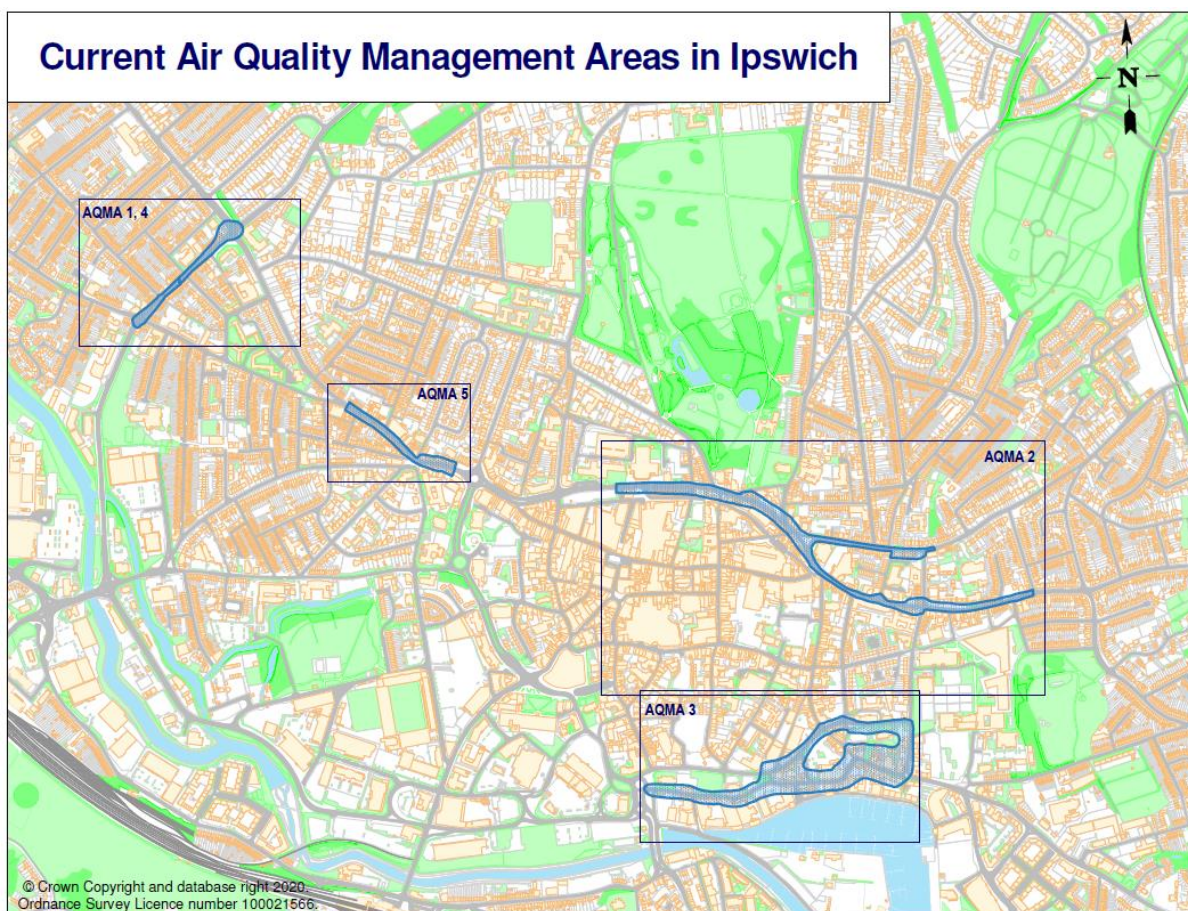 Current Air Quality Management Areas in Ipswich
N
AQMA 1, 4
AQMA 5
AQMA 2
AQMA 3
© Crown Copyright and database right 2020.
Ordnance Survey Licence number 100021566.